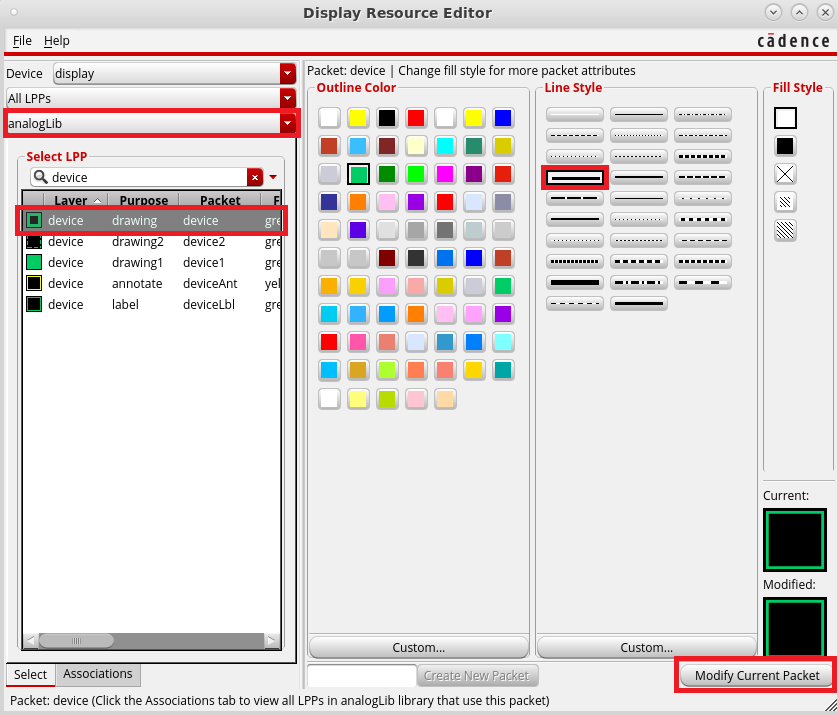 Display Resource Editor
File Help
cādence
Device display
All LPPs
analogLib
Select LPP
device
Layer Purpose Packet F
device drawing device gre
device drawing2 device2 gre
device drawing1 device1 gre
device annotate deviceAnt yel
device label deviceLbl gre
Select Associations
Packet: device | Change fill style for more packet attributes
Outline Color
Custom...
Line Style
Custom...
Fill Style
Current:
Modified:
Create New Packet
Modify Current Packet
Packet: device (Click the Associations tab to view all LPPs in analogLib library that use this packet)